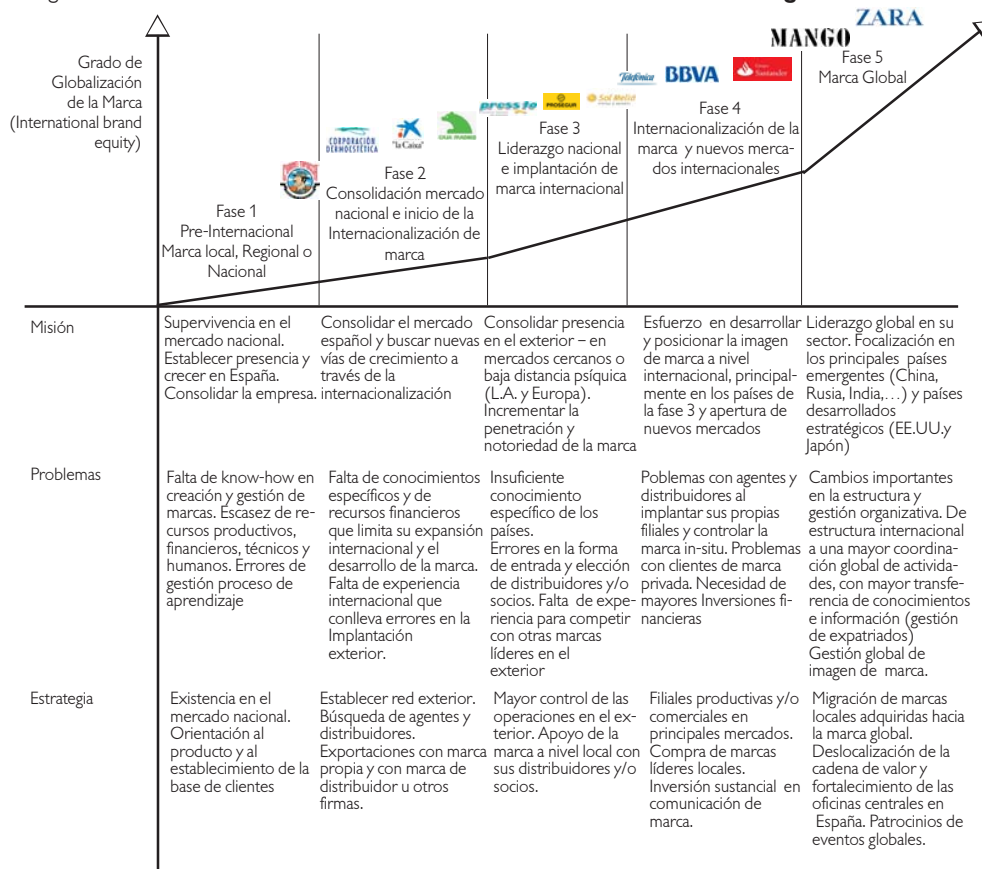 ZARA
MANGO
Grado de
Globalización
de la Marca
(International brand
equity)
Fase 1
Pre-Internacional
Marca local, Regional o
Nacional
CORPORACIÓN
DERMOESTÉTICA
"la Caixa"
CAJA MADRID
Fase 2
Consolidación mercado
nacional e inicio de la
Internacionalización de
marca
pressto
PROSEGUR
Sol Meliá
Fase 3
Liderazgo nacional
e implantación de
marca internacional
Telefónica
BBVA
Santander
Fase 4
Internacionalización de la
marca y nuevos merca-
dos internacionales
Fase 5
Marca Global
Misión
Supervivencia en el
mercado nacional.
Establecer presencia y
crecer en España.
Consolidar la empresa.
Consolidar el mercado
español y buscar nuevas
vías de crecimiento a
través de la
internacionalización
Consolidar presencia
en el exterior – en
mercados cercanos o
baja distancia psíquica
(L.A. y Europa).
Incrementar la
penetración y
notoriedad de la marca
Esfuerzo en desarrollar
y posicionar la imagen
de marca a nivel
internacional, principal-
mente en los países de
la fase 3 y apertura de
nuevos mercados
Liderazgo global en su
sector. Focalización en
los principales países
emergentes (China,
Rusia, India,...) y países
desarrollados
estratégicos (EE.UU.y
Japón)
Problemas
Falta de know-how en
creación y gestión de
marcas. Escasez de re-
cursos productivos,
financieros, técnicos y
humanos. Errores de
gestión proceso de
aprendizaje
Falta de conocimientos
específicos y de
recursos financieros
que limita su expansión
internacional y el
desarrollo de la marca.
Falta de experiencia
internacional que
conlleva errores en la
Implantación
exterior.
Insuficiente
conocimiento
específico de los
países.
Errores en la forma
de entrada y elección
de distribuidores y/o
socios. Falta de expe-
riencia para competir
con otras marcas
líderes en el
exterior
Poblemas con agentes y
distribuidores al
implantar sus propias
filiales y controlar la
marca in-situ. Problemas
con clientes de marca
privada. Necesidad de
mayores Inversiones fi-
nancieras
Cambios importantes
en la estructura y
gestión organizativa. De
estructura internacional
a una mayor coordina-
ción global de activida-
des, con mayor transfe-
rencia de conocimientos
e información (gestión
de expatriados)
Gestión global de
imagen de marca.
Estrategia
Existencia en el
mercado nacional.
Orientación al
producto y al
establecimiento de la
base de clientes
Establecer red exterior.
Búsqueda de agentes y
distribuidores.
Exportaciones con marca
propia y con marca de
distribuidor u otros
firmas.
Mayor control de las
operaciones en el ex-
terior. Apoyo de la
marca a nivel local con
sus distribuidores y/o
socios.
Filiales productivas y/o
comerciales en
principales mercados.
Compra de marcas
líderes locales.
Inversión sustancial en
comunicación de
marca.
Migración de marcas
locales adquiridas hacia
la marca global.
Deslocalización de la
cadena de valor y
fortalecimiento de las
oficinas centrales en
España. Patrocinios de
eventos globales.